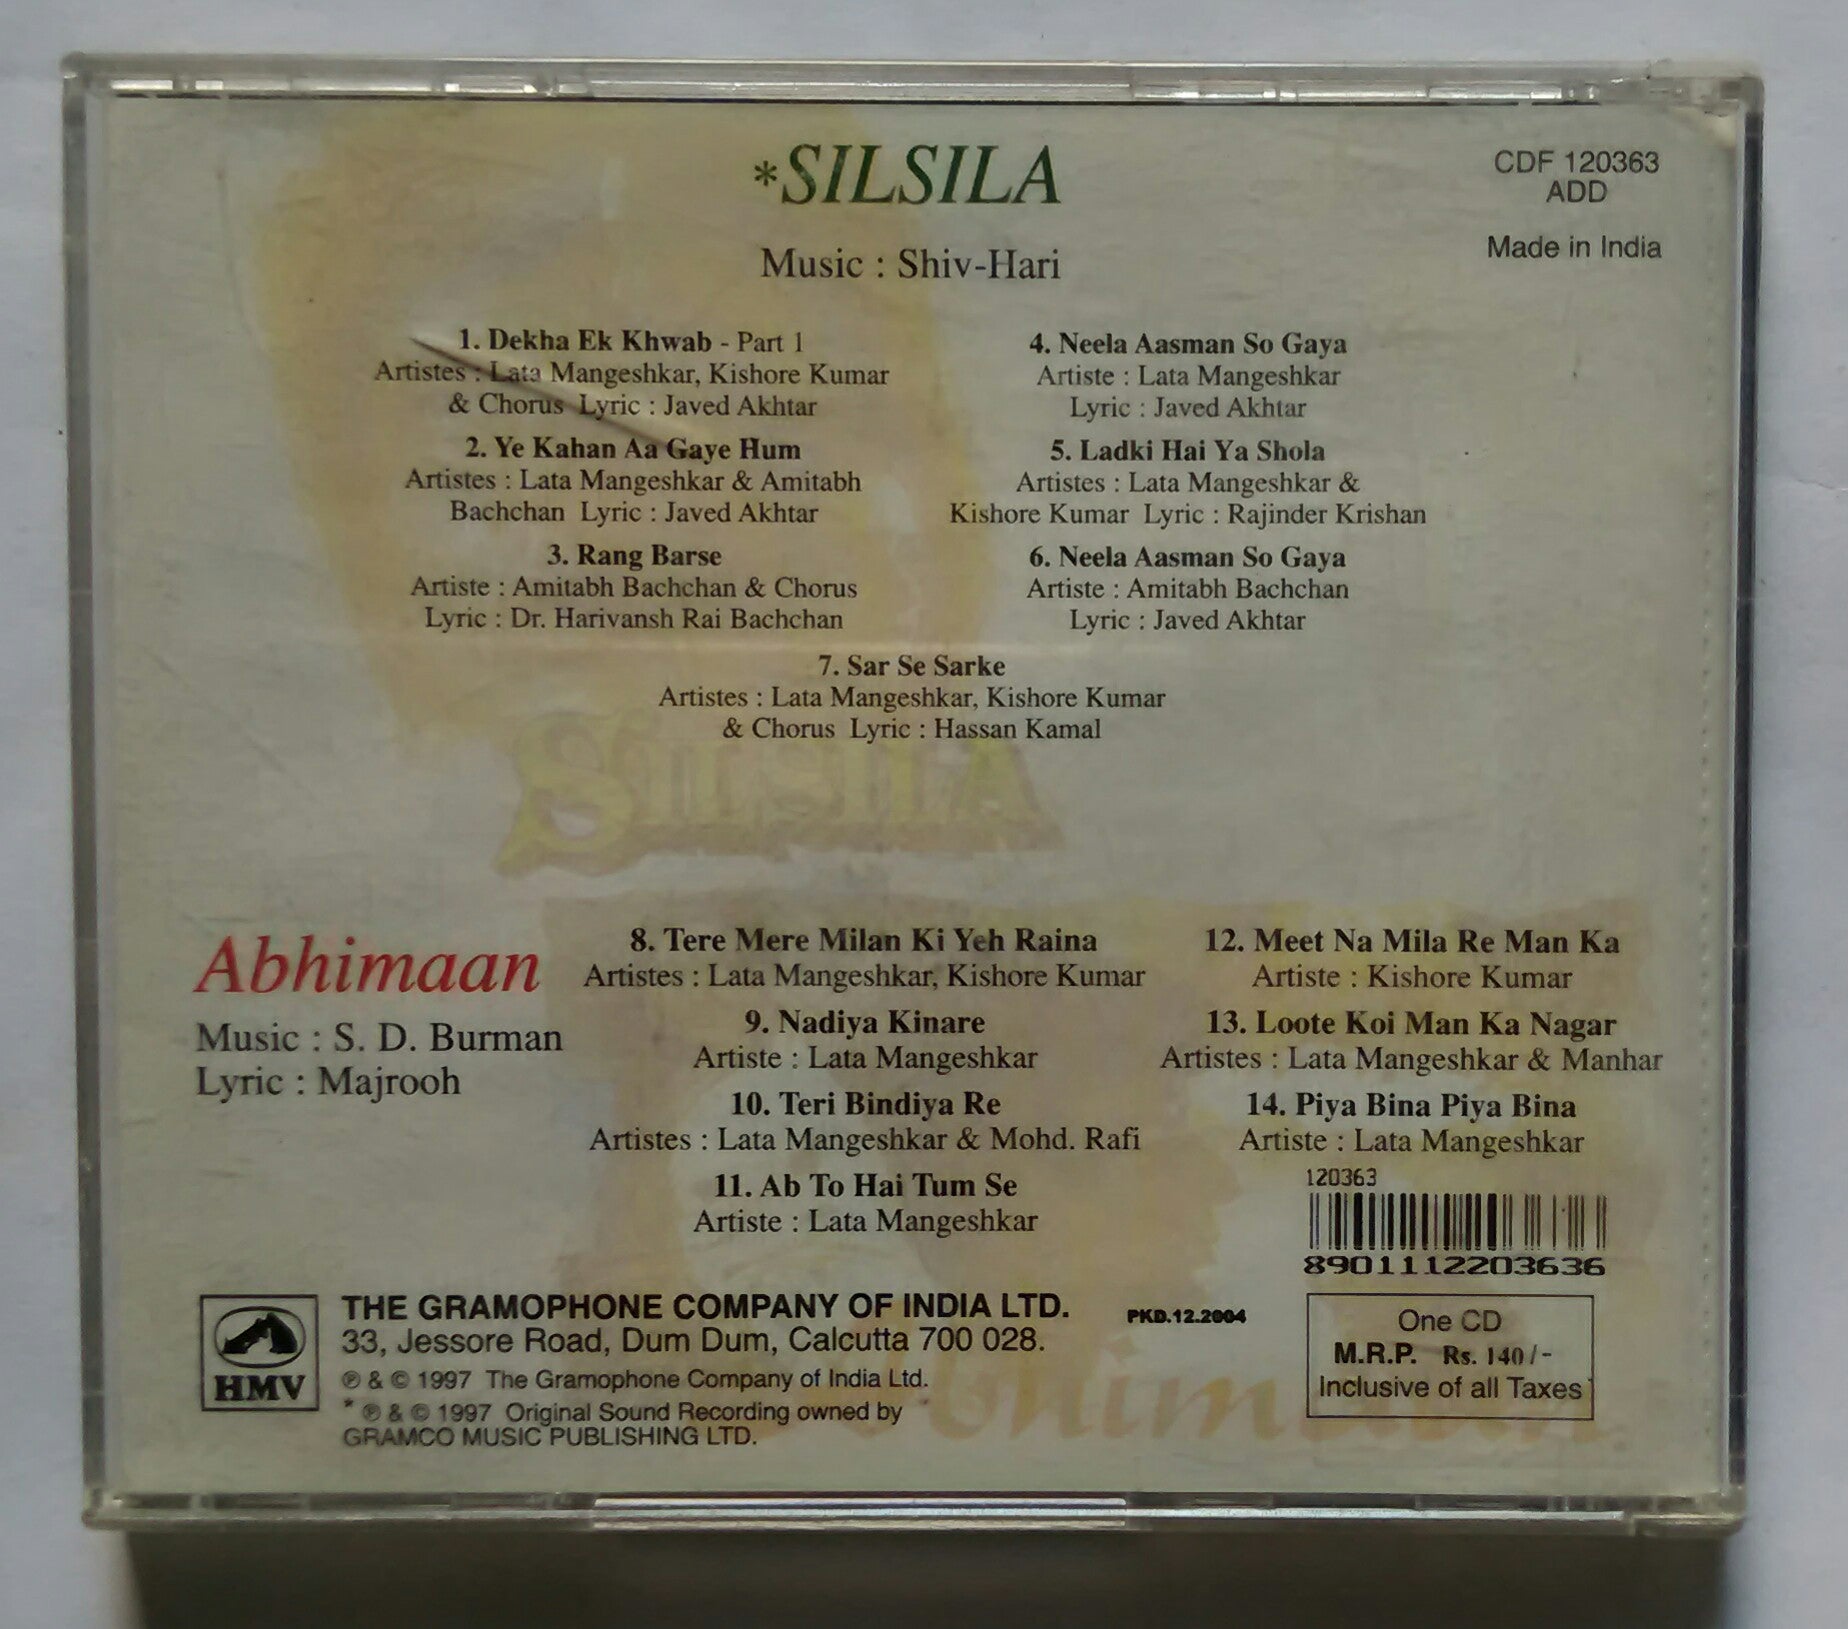 *SILSILA
Music : Shiv-Hari
CDF 120363
ADD
Made in India
1. Dekha Ek Khwab - Part 1
Artistes : Lata Mangeshkar, Kishore Kumar
& Chorus Lyric : Javed Akhtar
2. Ye Kahan Aa Gaye Hum
Artistes : Lata Mangeshkar & Amitabh
Bachchan Lyric : Javed Akhtar
3. Rang Barse
Artiste : Amitabh Bachchan & Chorus
Lyric : Dr. Harivansh Rai Bachchan
4. Neela Aasman So Gaya
Artiste : Lata Mangeshkar
Lyric : Javed Akhtar
5. Ladki Hai Ya Shola
Artistes : Lata Mangeshkar &
Kishore Kumar Lyric : Rajinder Krishan
6. Neela Aasman So Gaya
Artiste : Amitabh Bachchan
Lyric : Javed Akhtar
7. Sar Se Sarke
Artistes : Lata Mangeshkar, Kishore Kumar
& Chorus Lyric : Hassan Kamal
Silsila
Abhimaan
Music : S. D. Burman
Lyric : Majrooh
8. Tere Mere Milan Ki Yeh Raina
Artistes : Lata Mangeshkar, Kishore Kumar
9. Nadiya Kinare
Artiste : Lata Mangeshkar
10. Teri Bindiya Re
Artistes : Lata Mangeshkar & Mohd. Rafi
11. Ab To Hai Tum Se
Artiste : Lata Mangeshkar
12. Meet Na Mila Re Man Ka
Artiste : Kishore Kumar
13. Loote Koi Man Ka Nagar
Artistes : Lata Mangeshkar & Manhar
14. Piya Bina Piya Bina
Artiste : Lata Mangeshkar
120363
8901112203636
HMV
THE GRAMOPHONE COMPANY OF INDIA LTD.
33, Jessore Road, Dum Dum, Calcutta 700 028.
℗ & © 1997 The Gramophone Company of India Ltd.
* ℗ & © 1997 Original Sound Recording owned by
GRAMCO MUSIC PUBLISHING LTD.
PKD.12.2004
One CD
M.R.P. Rs. 140/-
Inclusive of all Taxes